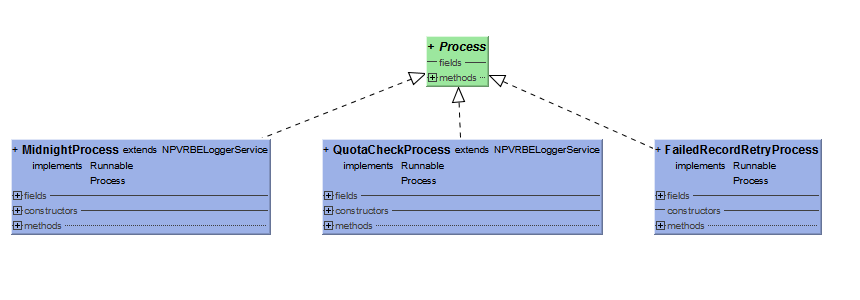 + Process
fields
methods
+ MidnightProcess extends NPVRBELoggerService
implements Runnable
Process
fields
constructors
methods
+ QuotaCheckProcess extends NPVRBELoggerService
implements Runnable
Process
fields
constructors
methods
+ FailedRecordRetryProcess
implements Runnable
Process
fields
constructors
methods